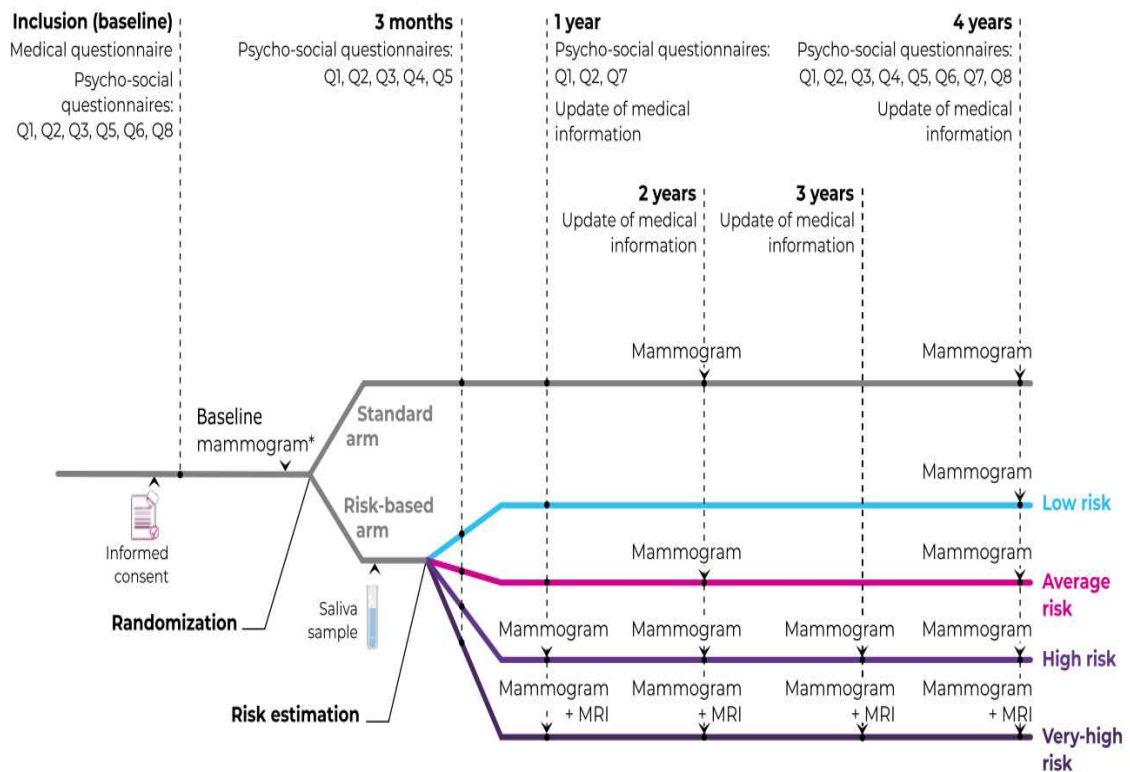 Inclusion (baseline)
Medical questionnaire
Psycho-social
questionnaires:
Q1, Q2, Q3, Q5, Q6, Q8
3 months
Psycho-social questionnaires:
Q1, Q2, Q3, Q4, Q5
1 year
Psycho-social questionnaires:
Q1, Q2, Q7
Update of medical
information
4 years
Psycho-social questionnaires:
Q1, Q2, Q3, Q4, Q5, Q6, Q7, Q8
Update of medical
information
2 years
Update of medical
information
3 years
Update of medical
information
Mammogram
Mammogram
Baseline
mammogram*
Standard
arm
Informed
consent
Randomization
Risk-based
arm
Saliva
sample
Risk estimation
Mammogram
Low risk
Mammogram
Mammogram
Average
risk
Mammogram
Mammogram
Mammogram
Mammogram
High risk
Mammogram
+ MRI
Mammogram
+ MRI
Mammogram
+ MRI
Mammogram
+ MRI
Very-high
risk